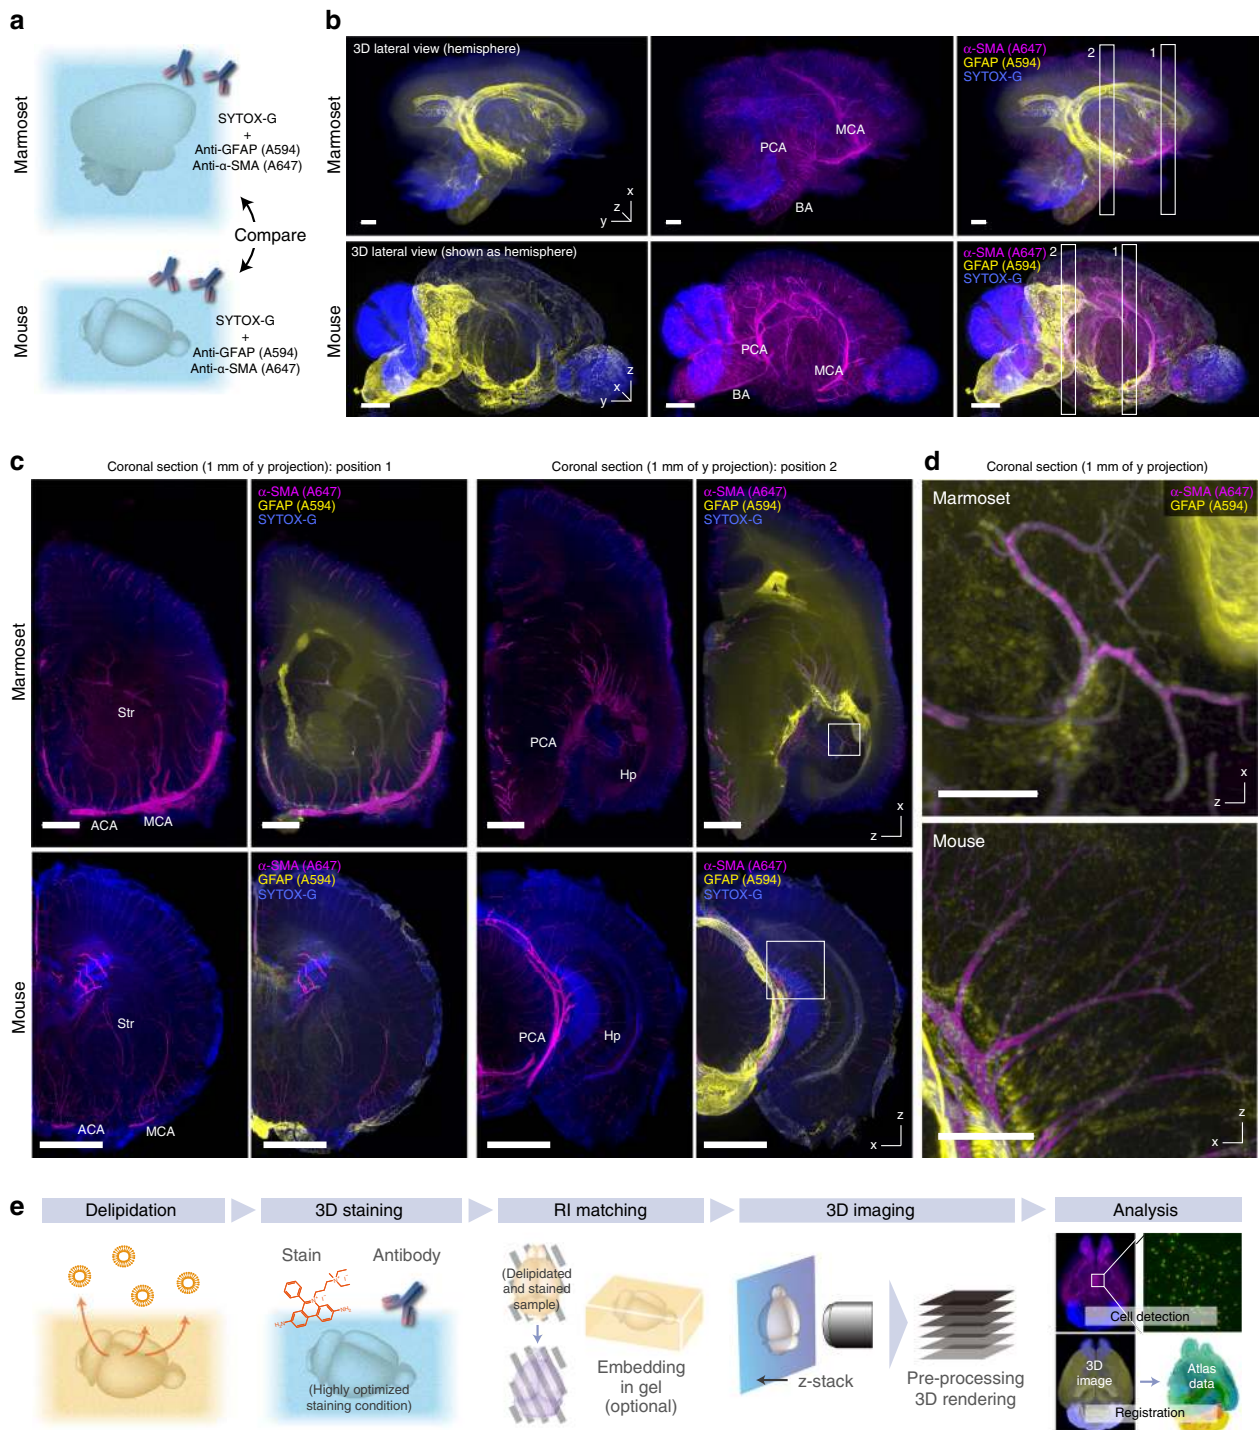 a
Marmoset
SYTOX-G
+
Anti-GFAP (A594)
Anti-α-SMA (A647)
Compare
Mouse
SYTOX-G
+
Anti-GFAP (A594)
Anti-α-SMA (A647)
b
Marmoset
3D lateral view (hemisphere)
x
z
y
PCA
MCA
BA
α-SMA (A647)
GFAP (A594)
SYTOX-G
2
1
Mouse
3D lateral view (shown as hemisphere)
z
x
y
PCA
MCA
BA
α-SMA (A647)
GFAP (A594)
SYTOX-G
2
1
c
Coronal section (1 mm of y projection): position 1
Coronal section (1 mm of y projection): position 2
Marmoset
Str
ACA
MCA
α-SMA (A647)
GFAP (A594)
SYTOX-G
PCA
Hp
α-SMA (A647)
GFAP (A594)
SYTOX-G
x
z
Mouse
Str
ACA
MCA
α-SMA (A647)
GFAP (A594)
SYTOX-G
PCA
Hp
α-SMA (A647)
GFAP (A594)
SYTOX-G
z
x
d
Coronal section (1 mm of y projection)
Marmoset
α-SMA (A647)
GFAP (A594)
x
z
Mouse
z
x
e
Delipidation
3D staining
Stain
Antibody
(Highly optimized
staining condition)
RI matching
(Delipidated
and stained
sample)
Embedding
in gel
(optional)
3D imaging
z-stack
Pre-processing
3D rendering
Analysis
Cell detection
3D
image
Atlas
data
Registration